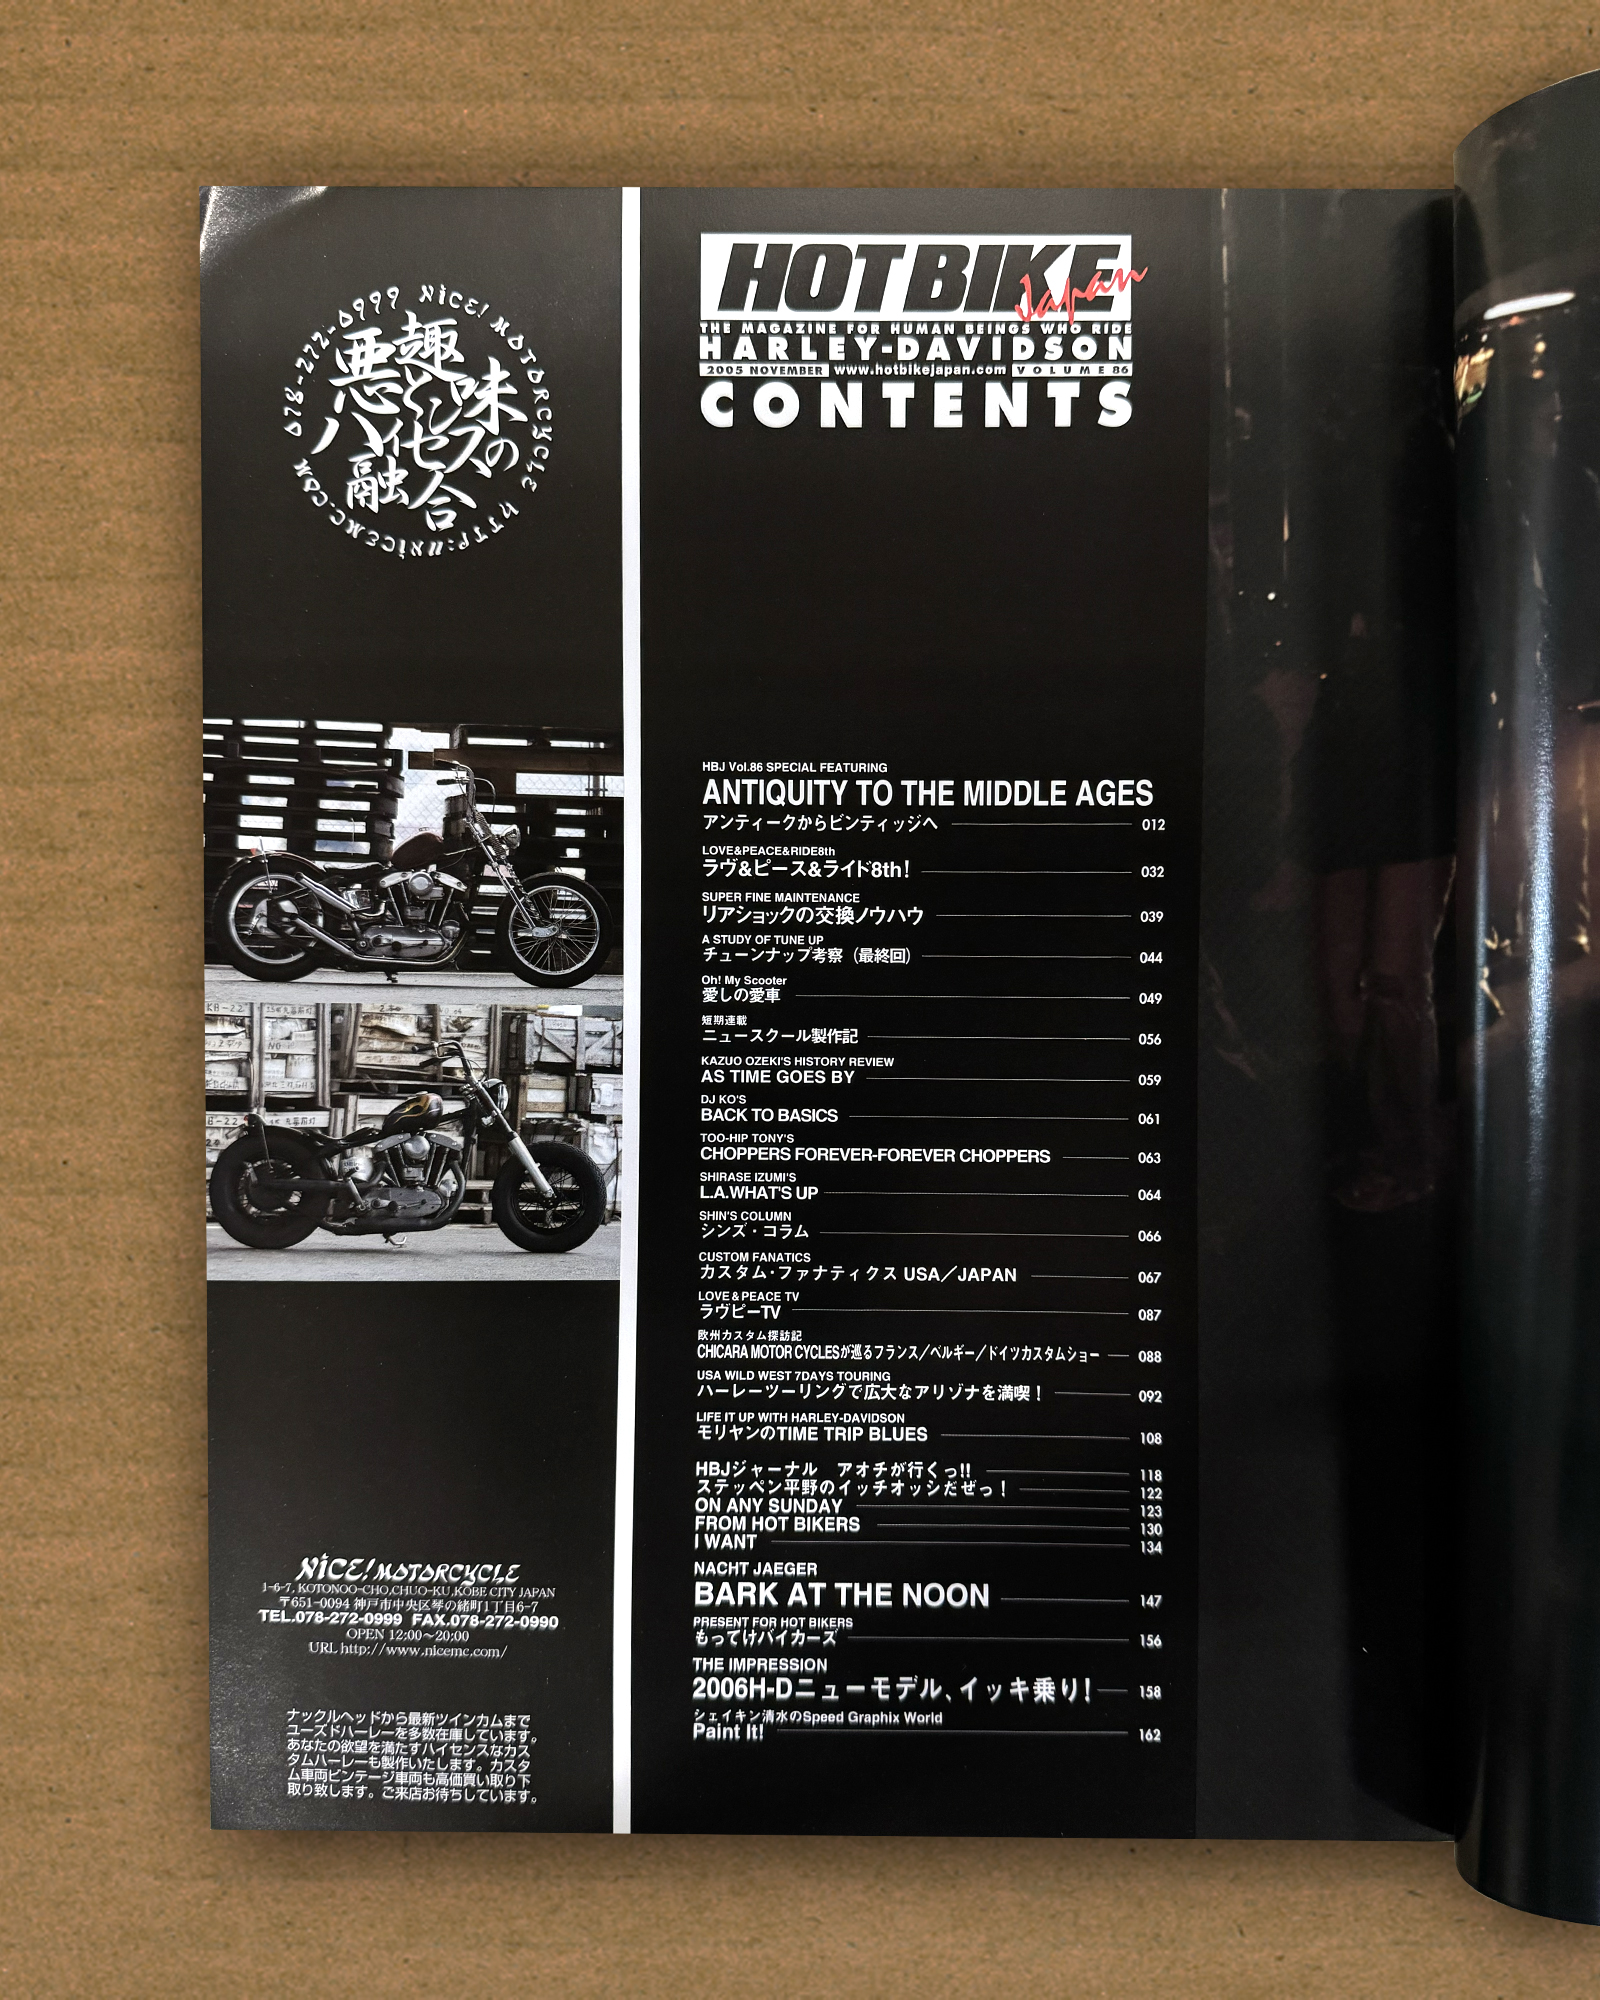 078-272-0999 NICE! MOTORCYCLE HTTP://NICEMC.COM
悪趣味と
ハイセンスの
融合
NICE! MOTORCYCLE
1-6-7, KOTONOO-CHO,CHUO-KU,KOBE CITY JAPAN
〒651-0094 神戸市中央区琴の緒町1丁目6-7
TEL.078-272-0999 FAX.078-272-0990
OPEN 12:00〜20:00
URL http://www.nicemc.com/
ナックルヘッドから最新ツインカムまで
ユーズドハーレーを多数在庫しています。
あなたの欲望を満たすハイセンスなカス
タムハーレーも製作いたします。カスタ
ム車両ビンテージ車両も高価買い取り下
取り致します。ご来店お待ちしています。
HOT BIKE
Japan
THE MAGAZINE FOR HUMAN BEINGS WHO RIDE
HARLEY-DAVIDSON
2005 NOVEMBER www.hotbikejapan.com VOLUME 86
CONTENTS
HBJ Vol.86 SPECIAL FEATURING
ANTIQUITY TO THE MIDDLE AGES
アンティークからビンティッジへ 012
LOVE&PEACE&RIDE8th
ラヴ&ピース&ライド8th! 032
SUPER FINE MAINTENANCE
リアショックの交換ノウハウ 039
A STUDY OF TUNE UP
チューンナップ考察（最終回） 044
Oh! My Scooter
愛しの愛車 049
短期連載
ニュースクール製作記 056
KAZUO OZEKI'S HISTORY REVIEW
AS TIME GOES BY 059
DJ KO'S
BACK TO BASICS 061
TOO-HIP TONY'S
CHOPPERS FOREVER-FOREVER CHOPPERS 063
SHIRASE IZUMI'S
L.A.WHAT'S UP 064
SHIN'S COLUMN
シンズ・コラム 066
CUSTOM FANATICS
カスタム・ファナティクス USA／JAPAN 067
LOVE&PEACE TV
ラヴピーTV 087
欧州カスタム探訪記
CHICARA MOTOR CYCLESが巡るフランス／ベルギー／ドイツカスタムショー 088
USA WILD WEST 7DAYS TOURING
ハーレーツーリングで広大なアリゾナを満喫！ 092
LIFE IT UP WITH HARLEY-DAVIDSON
モリヤンのTIME TRIP BLUES 108
HBJジャーナル　アオチが行くっ!! 118
ステッペン平野のイッチオッシだぜっ！ 122
ON ANY SUNDAY 123
FROM HOT BIKERS 130
I WANT 134
NACHT JAEGER
BARK AT THE NOON 147
PRESENT FOR HOT BIKERS
もってけバイカーズ 156
THE IMPRESSION
2006H-Dニューモデル、イッキ乗り! 158
シェイキン清水のSpeed Graphix World
Paint It! 162